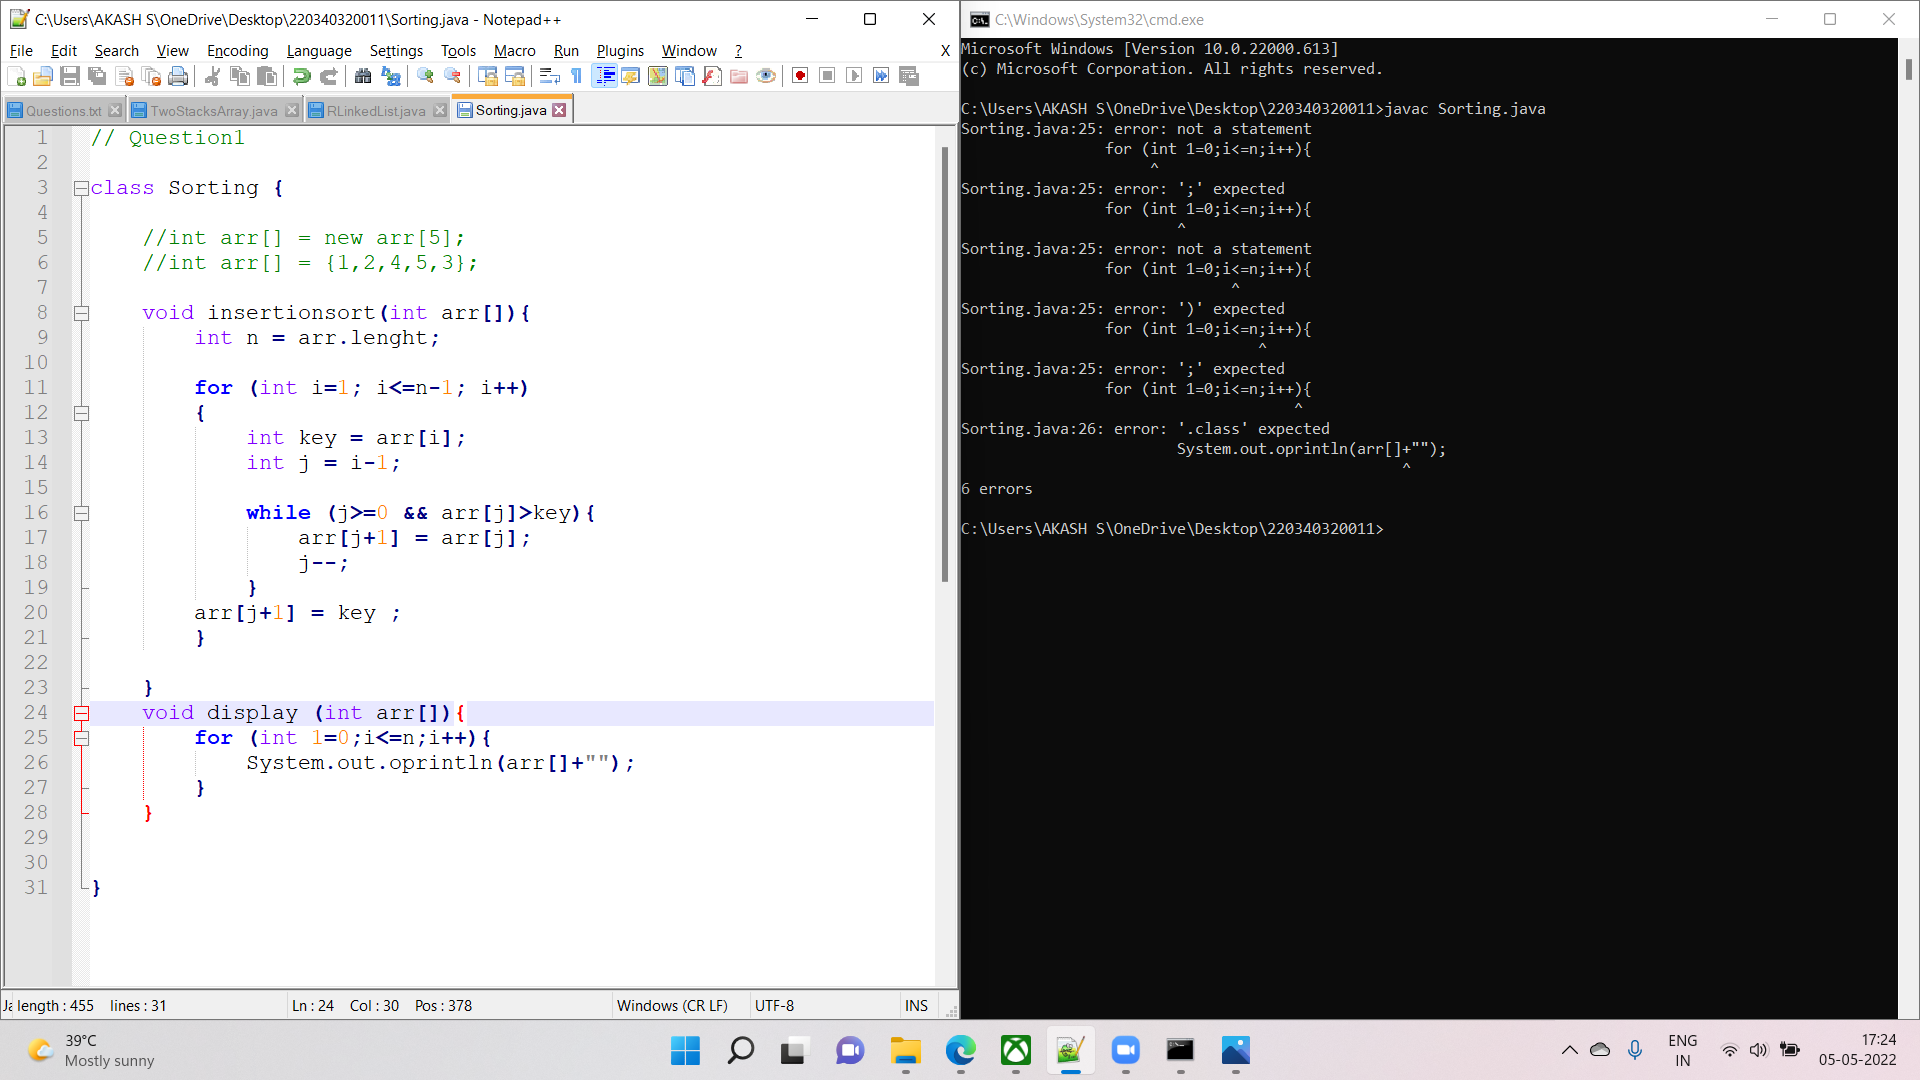 C:\Users\AKASH S\OneDrive\Desktop\220340320011\Sorting.java - Notepad++
File Edit Search View Encoding Language Settings Tools Macro Run Plugins Window ? X
Questions.txt TwoStacksArray.java RLinkedList.java Sorting.java
1 // Question1
2
3 class Sorting {
4
5 //int arr[] = new arr[5];
6 //int arr[] = {1,2,4,5,3};
7
8 void insertionsort(int arr[]){
9 int n = arr.lenght;
10
11 for (int i=1; i<=n-1; i++)
12 {
13 int key = arr[i];
14 int j = i-1;
15
16 while (j>=0 && arr[j]>key){
17 arr[j+1] = arr[j];
18 j--;
19 }
20 arr[j+1] = key ;
21 }
22
23 }
24 void display (int arr[]){
25 for (int 1=0;i<=n;i++){
26 System.out.oprintln(arr[]+"");
27 }
28 }
29
30
31 }
Ja length : 455 lines : 31 Ln : 24 Col : 30 Pos : 378 Windows (CR LF) UTF-8 INS
C:\Windows\System32\cmd.exe
Microsoft Windows [Version 10.0.22000.613]
(c) Microsoft Corporation. All rights reserved.
C:\Users\AKASH S\OneDrive\Desktop\220340320011>javac Sorting.java
Sorting.java:25: error: not a statement
for (int 1=0;i<=n;i++){
^
Sorting.java:25: error: ';' expected
for (int 1=0;i<=n;i++){
^
Sorting.java:25: error: not a statement
for (int 1=0;i<=n;i++){
^
Sorting.java:25: error: ')' expected
for (int 1=0;i<=n;i++){
^
Sorting.java:25: error: ';' expected
for (int 1=0;i<=n;i++){
^
Sorting.java:26: error: '.class' expected
System.out.oprintln(arr[]+"");
^
6 errors
C:\Users\AKASH S\OneDrive\Desktop\220340320011>
39°C
Mostly sunny
ENG
IN
17:24
05-05-2022